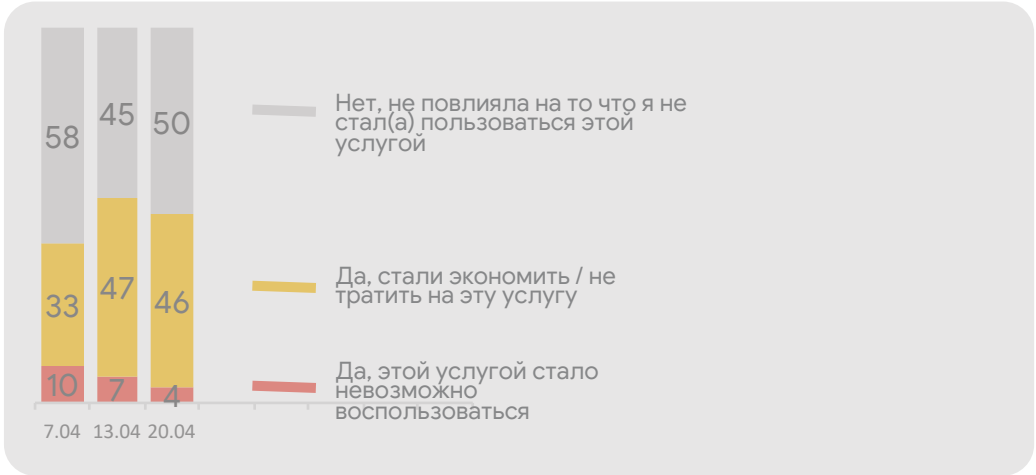 58
45
50
33
47
46
10
7
4
7.04
13.04
20.04
Нет, не повлияла на то что я не
стал(а) пользоваться этой
услугой
Да, стали экономить / не
тратить на эту услугу
Да, этой услугой стало
невозможно
воспользоваться